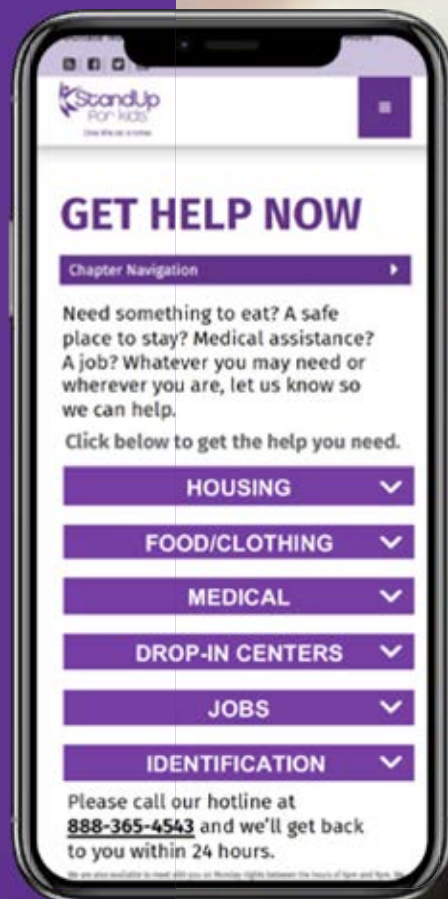 StandUp
For kids
GET HELP NOW
Chapter Navigation
Need something to eat? A safe
place to stay? Medical assistance?
A job? Whatever you may need or
wherever you are, let us know so
we can help.
Click below to get the help you need.
HOUSING
FOOD/CLOTHING
MEDICAL
DROP-IN CENTERS
JOBS
IDENTIFICATION
Please call our hotline at
888-365-4543 and we'll get back
to you within 24 hours.